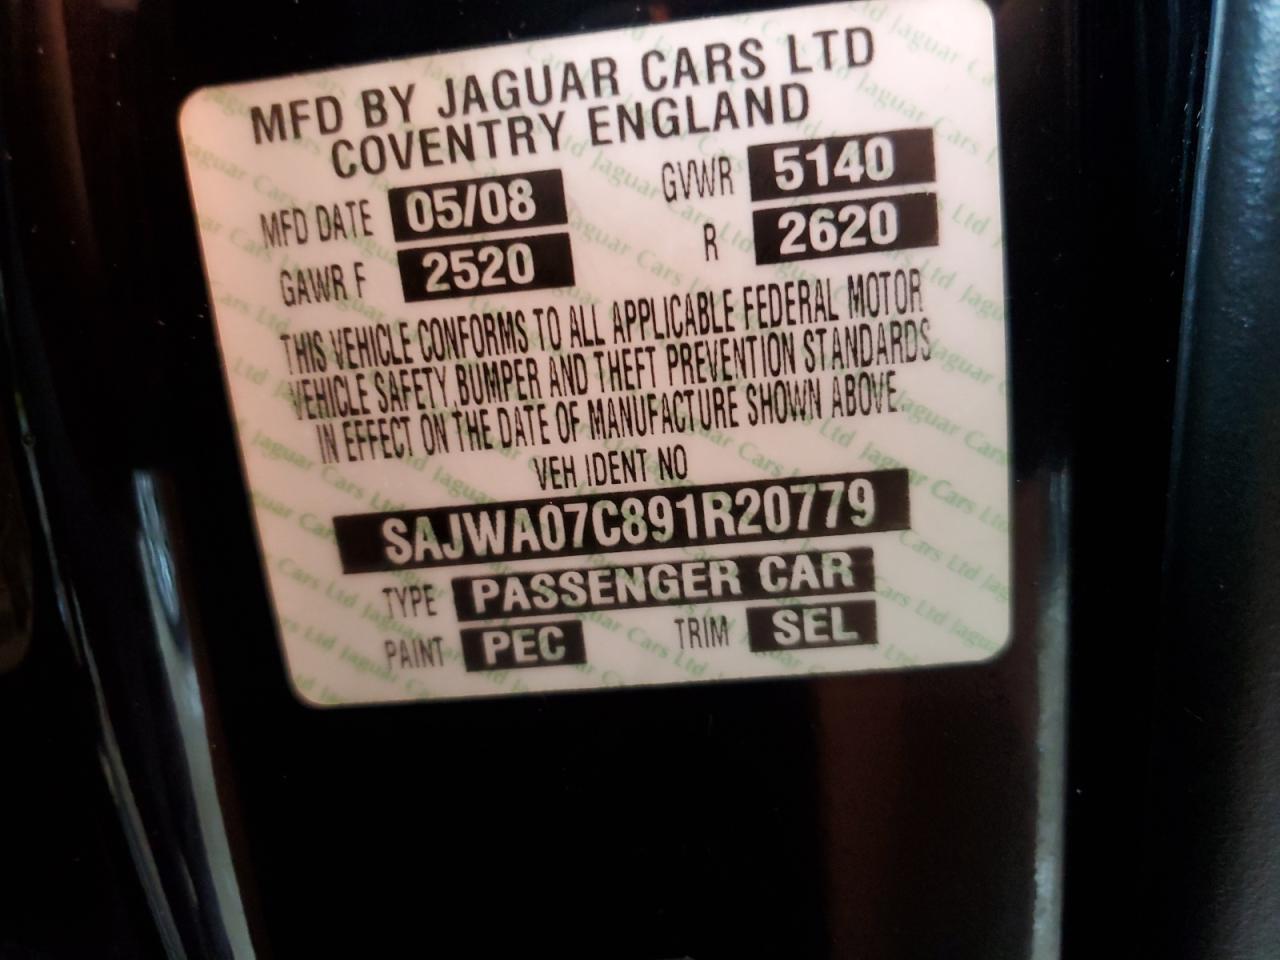 MFD BY JAGUAR CARS LTD
COVENTRY ENGLAND
MFD DATE 05/08 GVWR 5140
GAWR F 2520 R 2620
THIS VEHICLE CONFORMS TO ALL APPLICABLE FEDERAL MOTOR
VEHICLE SAFETY, BUMPER AND THEFT PREVENTION STANDARDS
IN EFFECT ON THE DATE OF MANUFACTURE SHOWN ABOVE
VEH IDENT NO
SAJWA07C891R20779
TYPE PASSENGER CAR
PAINT PEC TRIM SEL